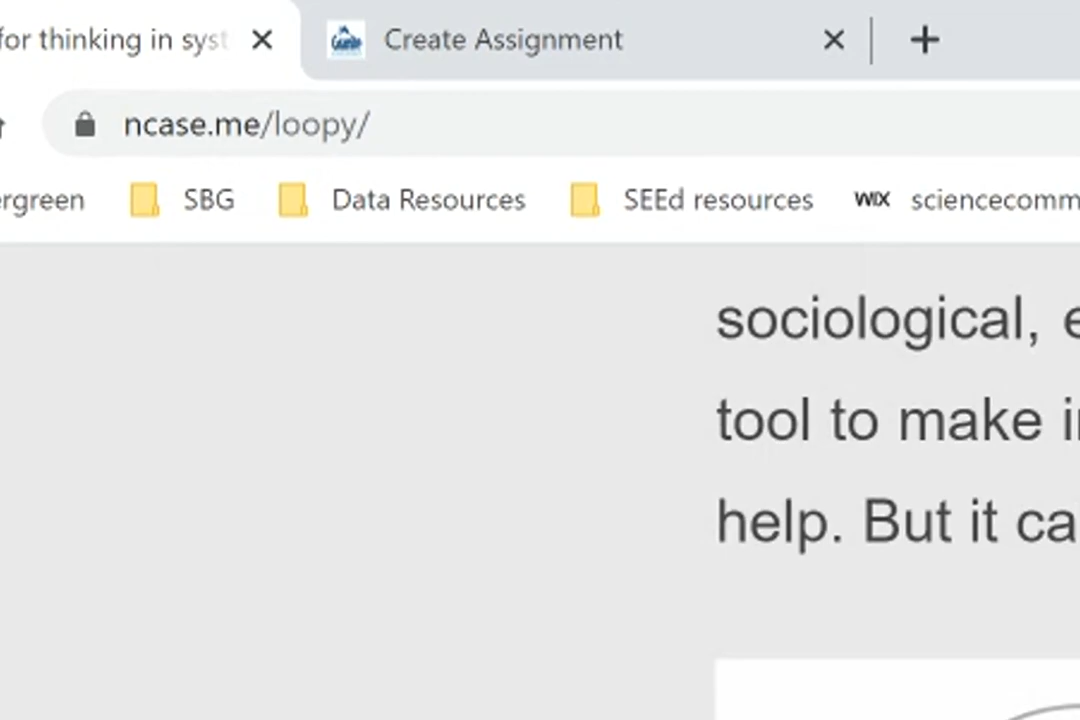 for thinking in syst Create Assignment
ncase.me/loopy/
ergreen SBG Data Resources SEEd resources WIX sciencecomm
sociological, e
tool to make i
help. But it ca